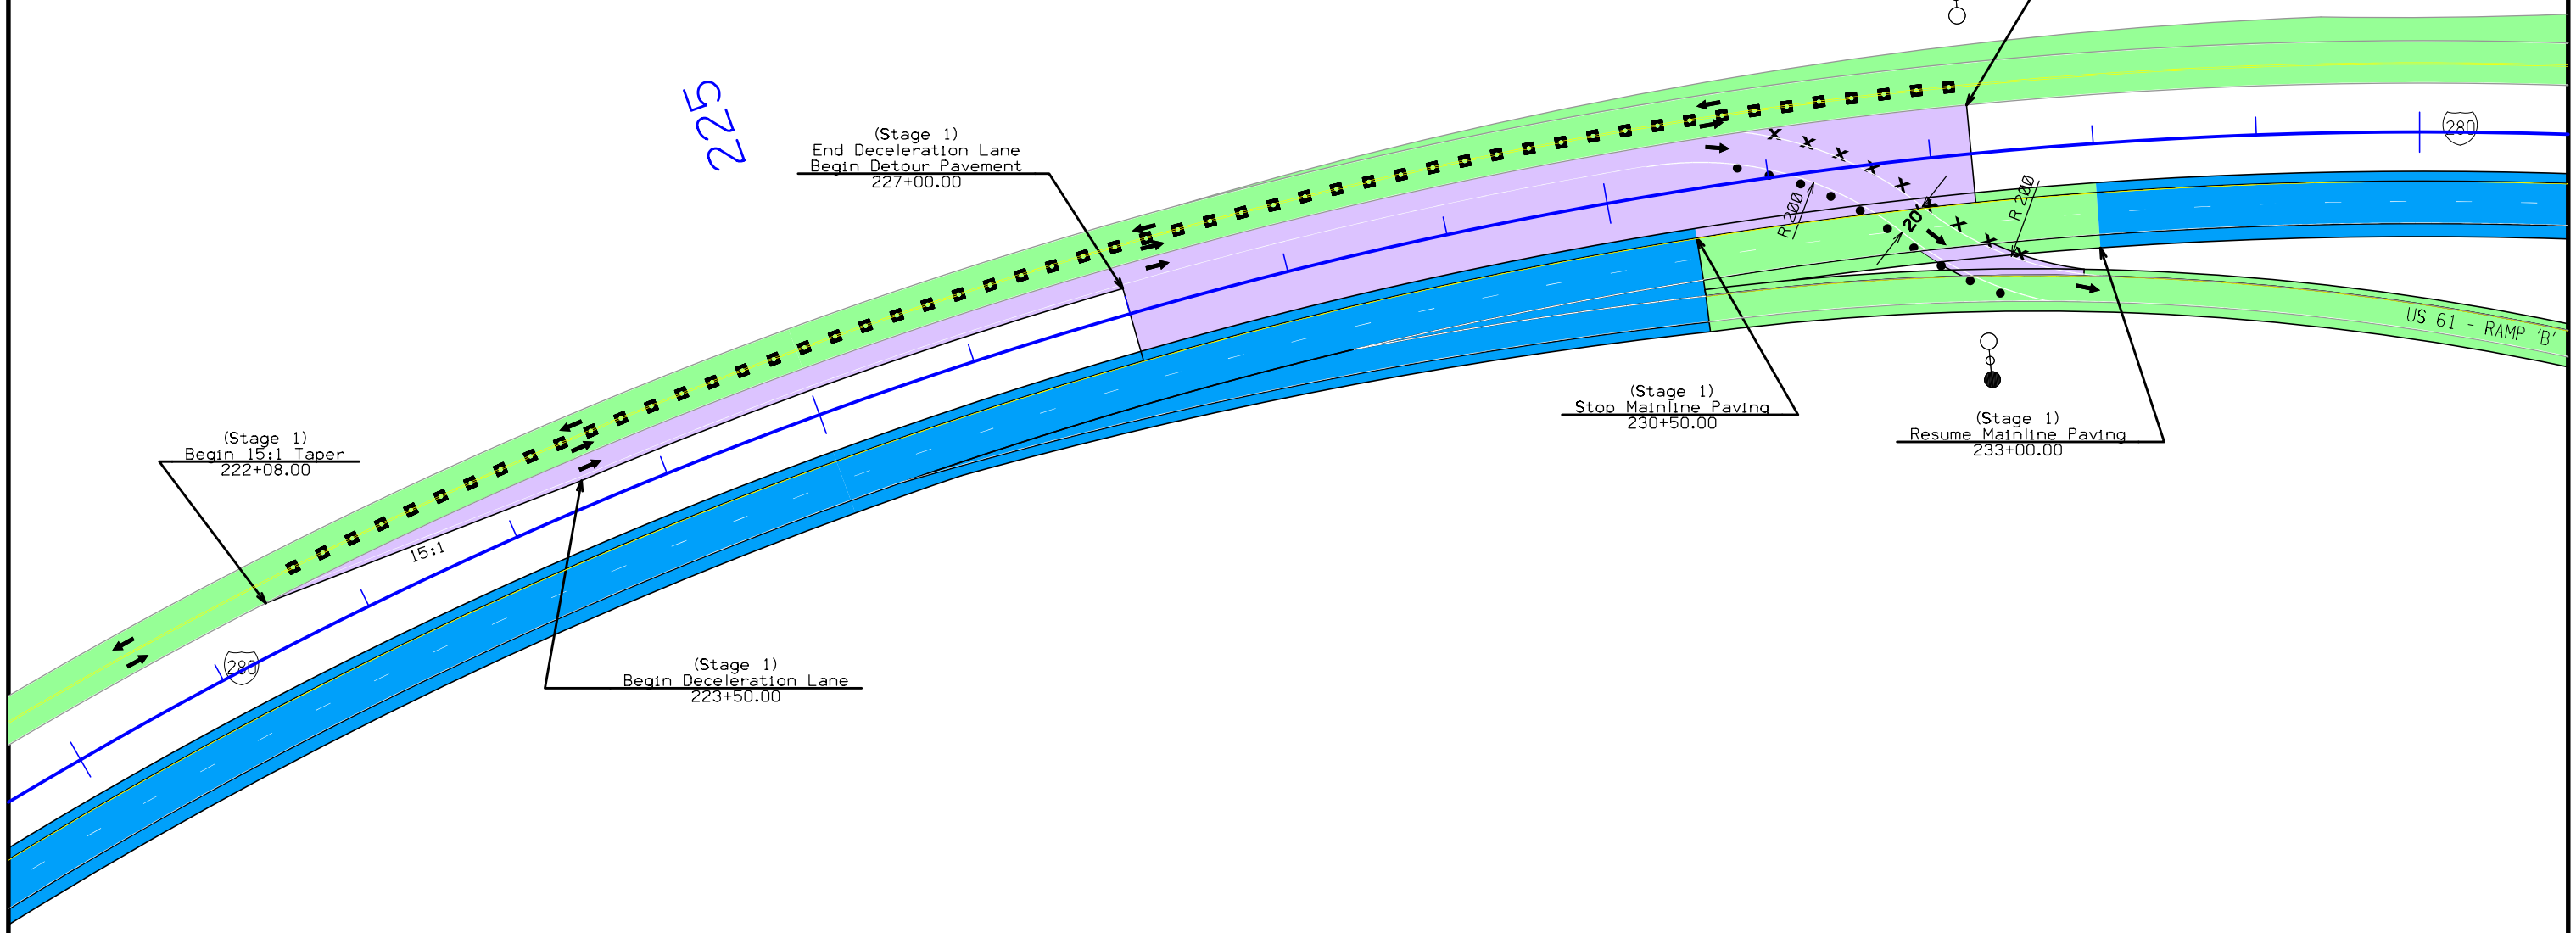 225
(Stage 1)
End Deceleration Lane
Begin Detour Pavement
227+00.00
280
R 200
20'
R 200
US 61 - RAMP 'B'
(Stage 1)
Stop Mainline Paving
230+50.00
(Stage 1)
Resume Mainline Paving
233+00.00
(Stage 1)
Begin 15:1 Taper
222+08.00
15:1
280
(Stage 1)
Begin Deceleration Lane
223+50.00